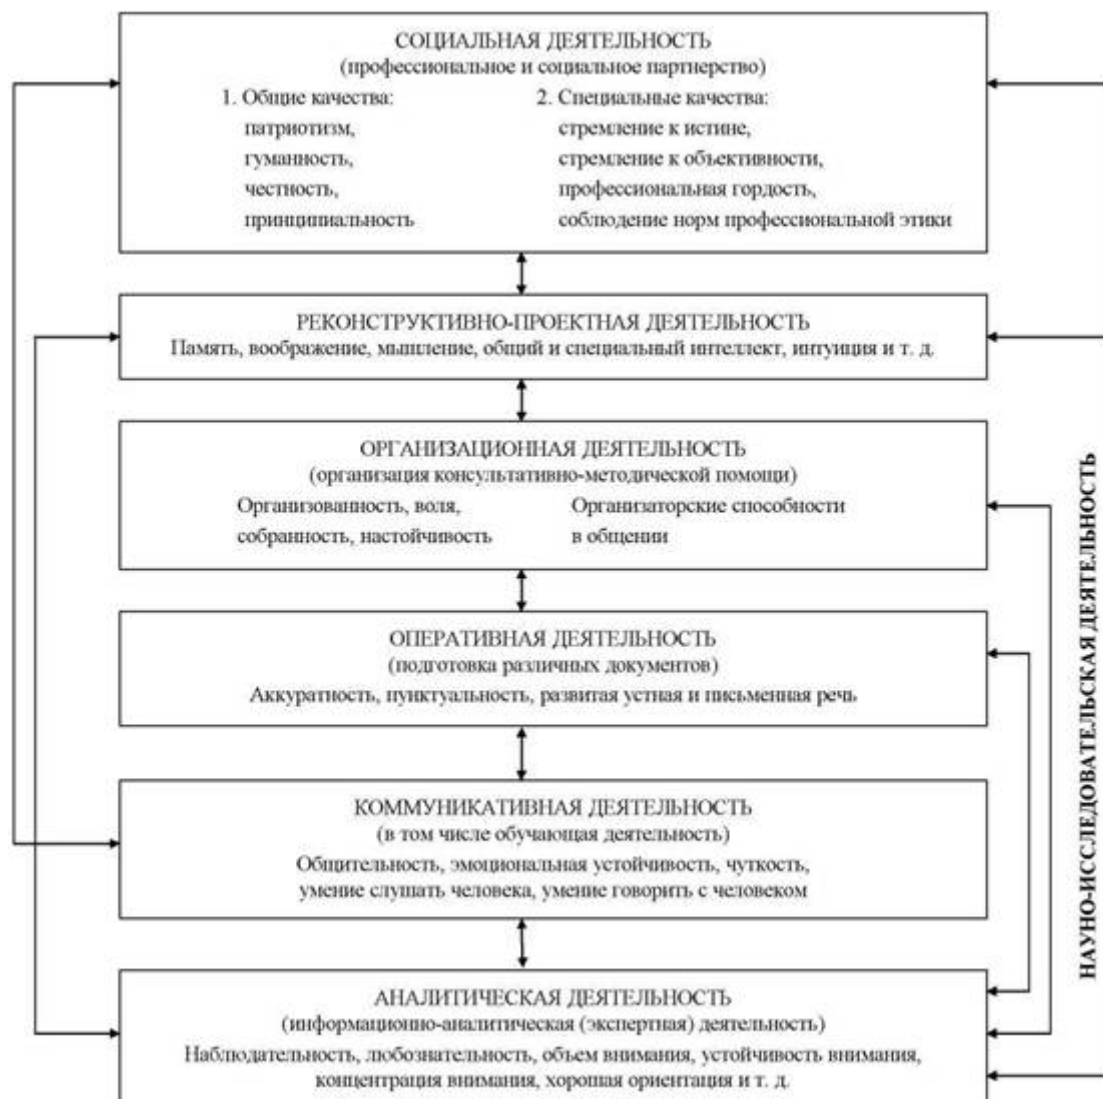 СОЦИАЛЬНАЯ ДЕЯТЕЛЬНОСТЬ
(профессиональное и социальное партнерство)
1. Общие качества:
патриотизм,
гуманность,
честность,
принципиальность
2. Специальные качества:
стремление к истине,
стремление к объективности,
профессиональная гордость,
соблюдение норм профессиональной этики
РЕКОНСТРУКТИВНО-ПРОЕКТНАЯ ДЕЯТЕЛЬНОСТЬ
Память, воображение, мышление, общий и специальный интеллект, интуиция и т. д.
ОРГАНИЗАЦИОННАЯ ДЕЯТЕЛЬНОСТЬ
(организация консультативно-методической помощи)
Организованность, воля,
собранность, настойчивость
Организаторские способности
в общении
ОПЕРАТИВНАЯ ДЕЯТЕЛЬНОСТЬ
(подготовка различных документов)
Аккуратность, пунктуальность, развитая устная и письменная речь
КОММУНИКАТИВНАЯ ДЕЯТЕЛЬНОСТЬ
(в том числе обучающая деятельность)
Общительность, эмоциональная устойчивость, чуткость,
умение слушать человека, умение говорить с человеком
АНАЛИТИЧЕСКАЯ ДЕЯТЕЛЬНОСТЬ
(информационно-аналитическая (экспертная) деятельность)
Наблюдательность, любознательность, объем внимания, устойчивость внимания,
концентрация внимания, хорошая ориентация и т. д.
НАУНО-ИССЛЕДОВАТЕЛЬСКАЯ ДЕЯТЕЛЬНОСТЬ